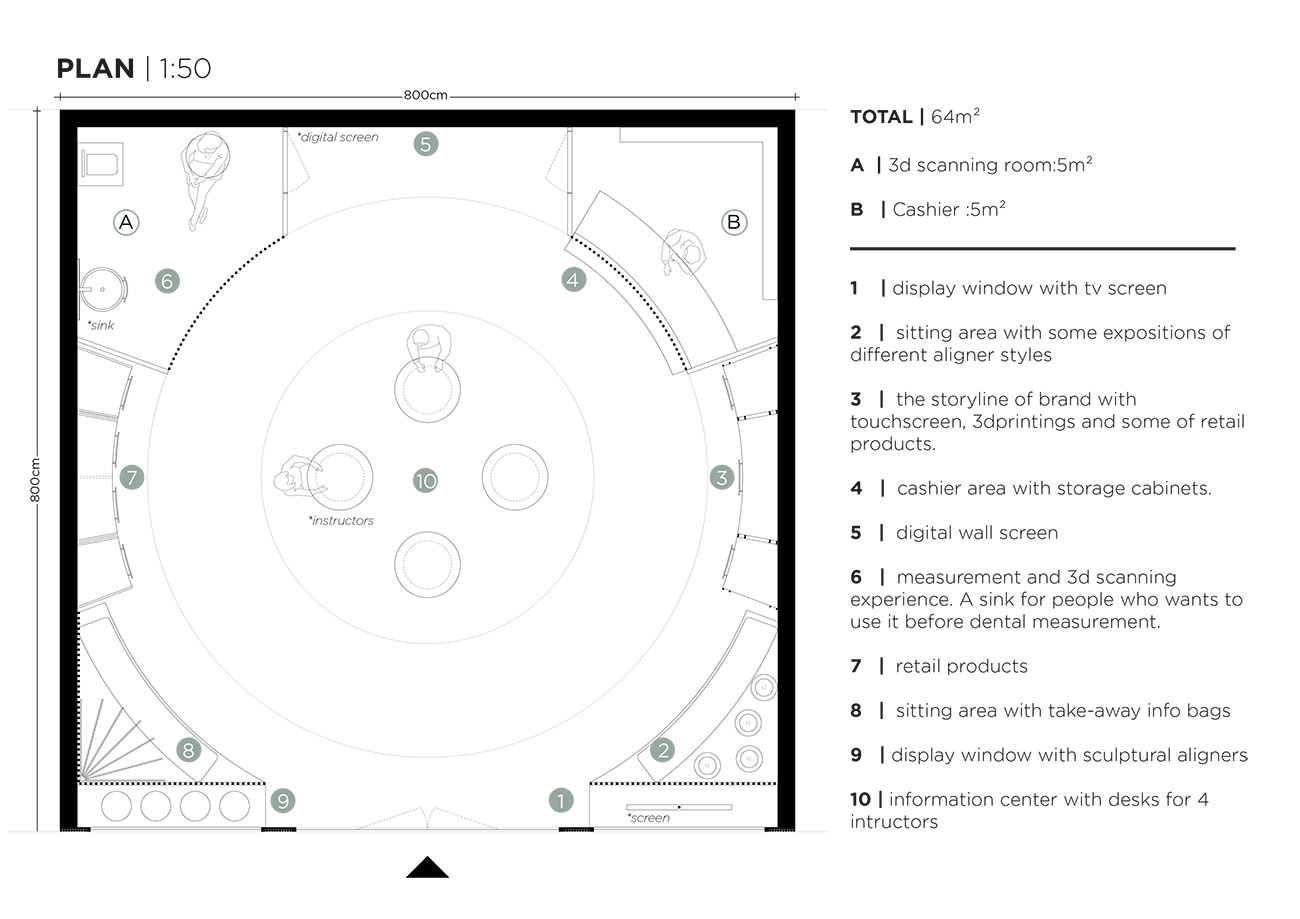 PLAN | 1:50
800cm
800cm
*digital screen
5
A
B
6
4
*sink
7
10
3
*instructors
8
2
9
1
*screen
TOTAL | 64m²
A | 3d scanning room:5m²
B | Cashier :5m²
1 | display window with tv screen
2 | sitting area with some expositions of
different aligner styles
3 | the storyline of brand with
touchscreen, 3dprintings and some of retail
products.
4 | cashier area with storage cabinets.
5 | digital wall screen
6 | measurement and 3d scanning
experience. A sink for people who wants to
use it before dental measurement.
7 | retail products
8 | sitting area with take-away info bags
9 | display window with sculptural aligners
10 | information center with desks for 4
intructors